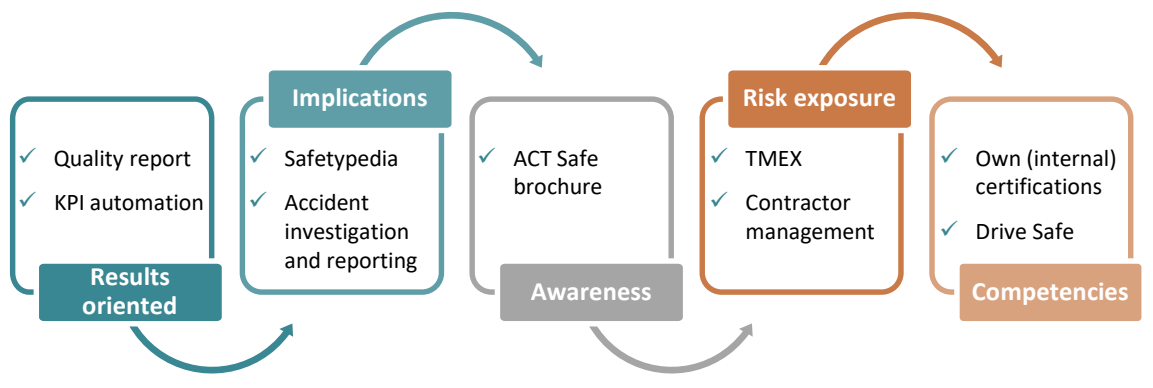 Quality report
KPI automation
Results
oriented
Implications
Safetypedia
Accident
investigation
and reporting
ACT Safe
brochure
Awareness
Risk exposure
TMEX
Contractor
management
Own (internal)
certifications
Drive Safe
Competencies